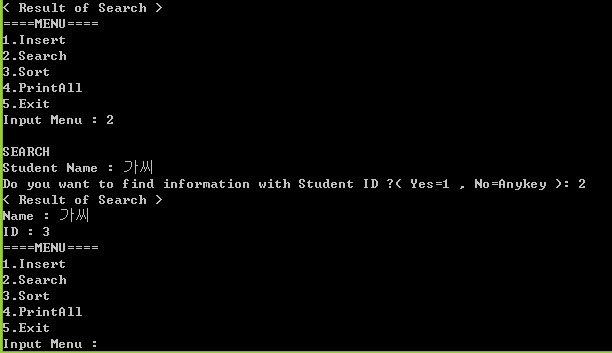 < Result of Search >
====MENU====
1.Insert
2.Search
3.Sort
4.PrintAll
5.Exit
Input Menu : 2
SEARCH
Student Name : 가씨
Do you want to find information with Student ID ?( Yes=1 , No=Anykey ): 2
< Result of Search >
Name : 가씨
ID : 3
====MENU====
1.Insert
2.Search
3.Sort
4.PrintAll
5.Exit
Input Menu :